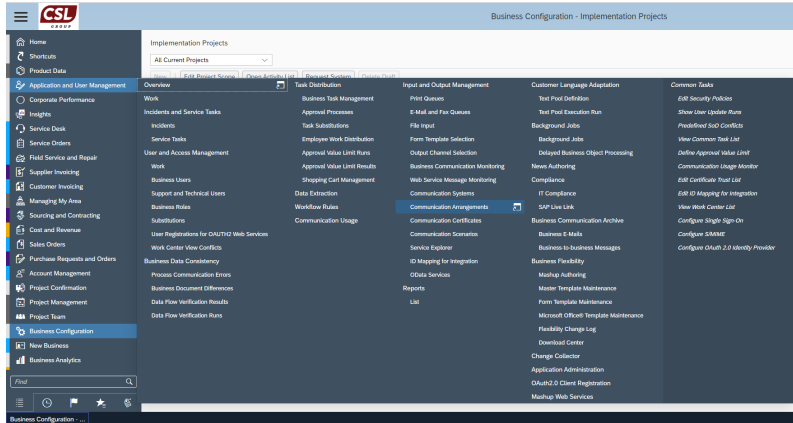 CSL
GROUP
Business Configuration - Implementation Projects
Implementation Projects
All Current Projects
New
Edit Project Scope
Open Activity List
Request System
Delete Draft
Home
Shortcuts
Product Data
Application and User Management
Corporate Performance
Insights
Service Desk
Service Orders
Field Service and Repair
Supplier Invoicing
Customer Invoicing
Managing My Area
Sourcing and Contracting
Cost and Revenue
Sales Orders
Purchase Requests and Orders
Account Management
Project Confirmation
Project Management
Project Team
Business Configuration
New Business
Business Analytics
Find
Business Configuration - ...
Overview
Work
Incidents and Service Tasks
Incidents
Service Tasks
User and Access Management
Work
Business Users
Support and Technical Users
Business Roles
Substitutions
User Registrations for OAUTH2 Web Services
Work Center View Conflicts
Business Data Consistency
Process Communication Errors
Business Document Differences
Data Flow Verification Results
Data Flow Verification Runs
Task Distribution
Business Task Management
Approval Processes
Task Substitutions
Employee Work Distribution
Approval Value Limit Runs
Approval Value Limit Results
Shopping Cart Management
Data Extraction
Workflow Rules
Communication Usage
Input and Output Management
Print Queues
E-Mail and Fax Queues
File Input
Form Template Selection
Output Channel Selection
Business Communication Monitoring
Web Service Message Monitoring
Communication Systems
Communication Arrangements
Communication Certificates
Communication Scenarios
Service Explorer
ID Mapping for Integration
OData Services
Reports
List
Customer Language Adaptation
Text Pool Definition
Text Pool Execution Run
Background Jobs
Background Jobs
Delayed Business Object Processing
News Authoring
Compliance
IT Compliance
SAP Live Link
Business Communication Archive
Business E-Mails
Business-to-business Messages
Business Flexibility
Mashup Authoring
Master Template Maintenance
Form Template Maintenance
Microsoft Office® Template Maintenance
Flexibility Change Log
Download Center
Change Collector
Application Administration
OAuth2.0 Client Registration
Mashup Web Services
Common Tasks
Edit Security Policies
Show User Update Runs
Predefined SoD Conflicts
View Common Task List
Define Approval Value Limit
Communication Usage Monitor
Edit Certificate Trust List
Edit ID Mapping for Integration
View Work Center List
Configure Single Sign-On
Configure S/MIME
Configure OAuth 2.0 Identity Provider